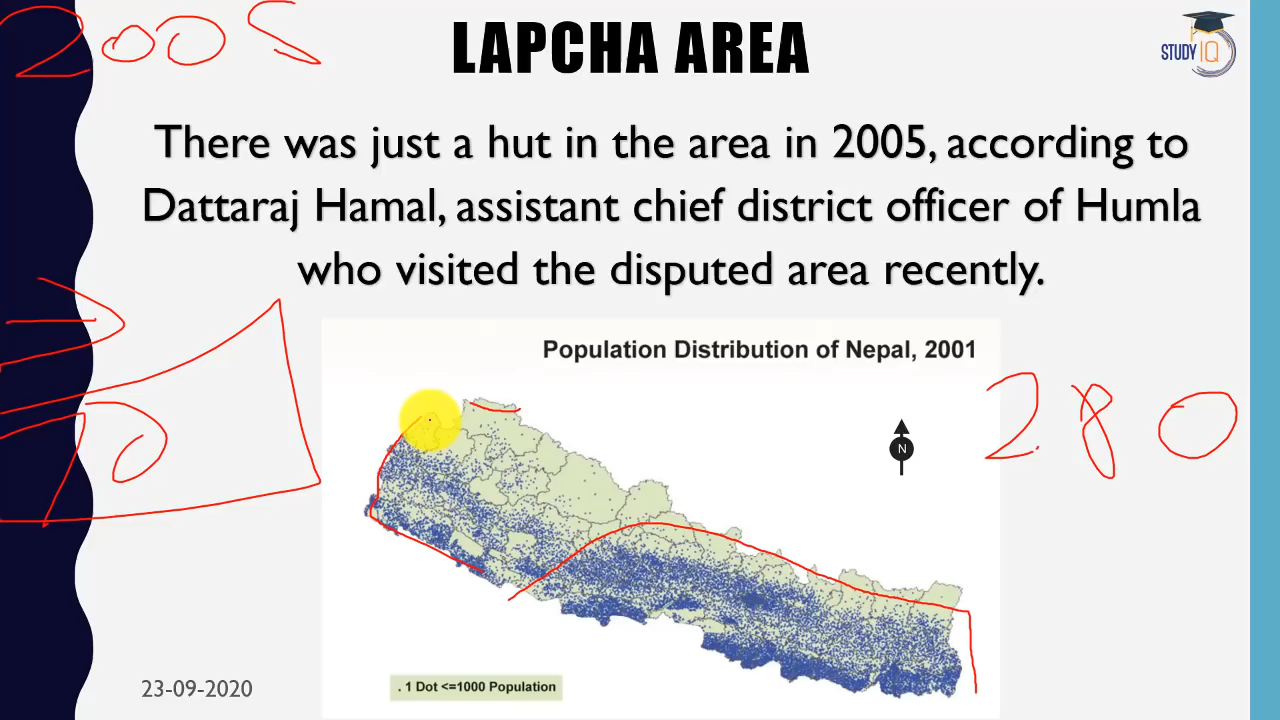 2005
LAPCHA AREA
STUDY IQ
There was just a hut in the area in 2005, according to
Dattaraj Hamal, assistant chief district officer of Humla
who visited the disputed area recently.
Population Distribution of Nepal, 2001
N
280
. 1 Dot <=1000 Population
23-09-2020